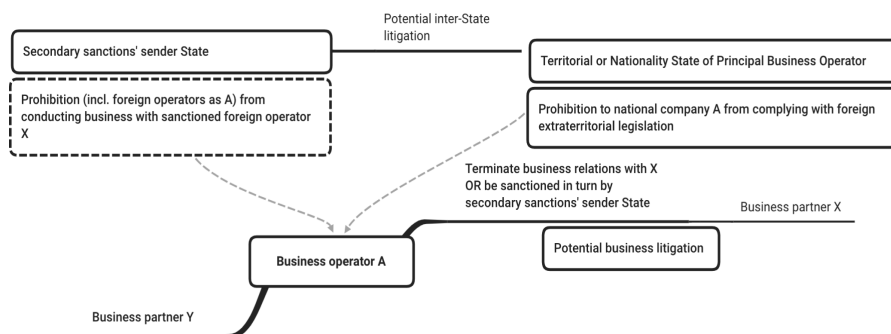 Potential inter-State
litigation
Secondary sanctions' sender State
Territorial or Nationality State of Principal Business Operator
Prohibition (incl. foreign operators as A) from
conducting business with sanctioned foreign operator
X
Prohibition to national company A from complying with foreign
extraterritorial legislation
Terminate business relations with X
OR be sanctioned in turn by
secondary sanctions' sender State
Business partner X
Potential business litigation
Business operator A
Business partner Y